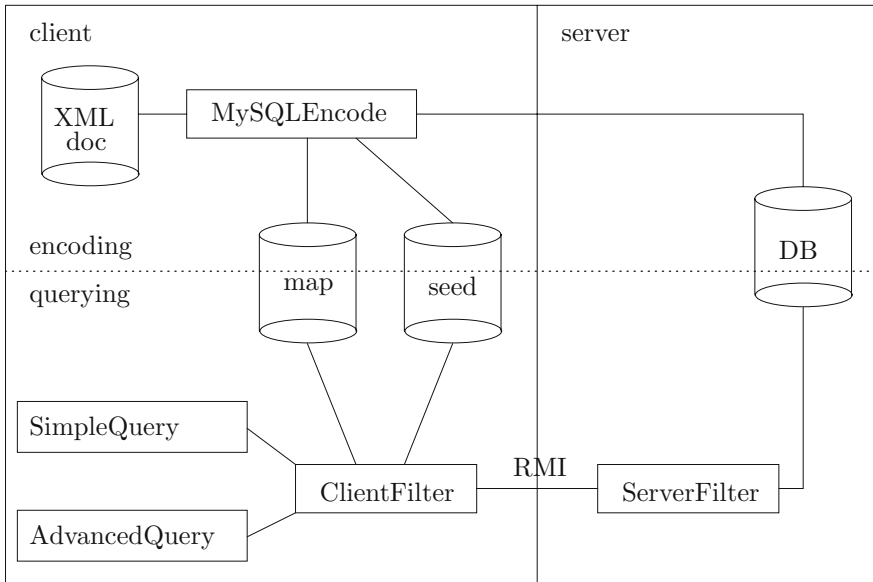 client
server
XML
doc
MySQLEncode
encoding
DB
querying
map
seed
SimpleQuery
RMI
ClientFilter
ServerFilter
AdvancedQuery